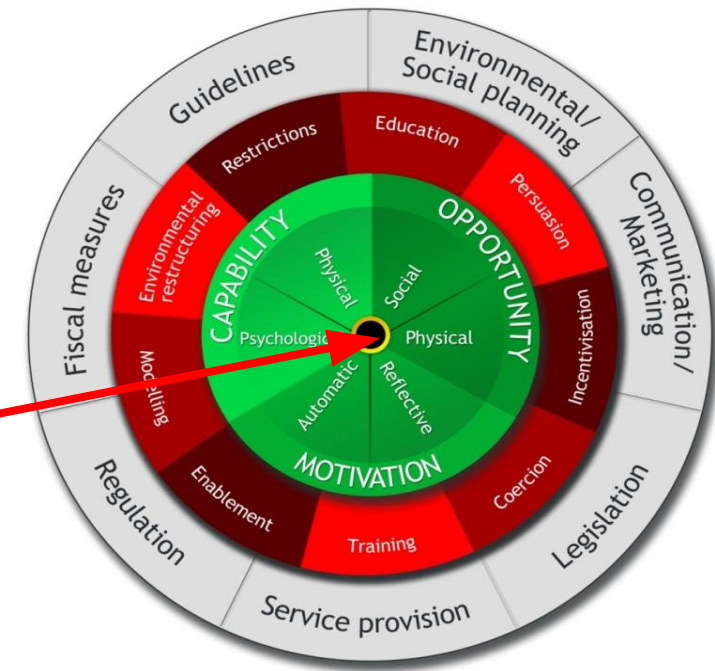 Guidelines
Environmental/
Social planning
Communication/
Marketing
Legislation
Service provision
Regulation
Fiscal measures
Restrictions
Education
Persuasion
Incentivisation
Coercion
Training
Enablement
Modelling
Environmental
restructuring
CAPABILITY
OPPORTUNITY
MOTIVATION
Physical
Social
Physical
Reflective
Automatic